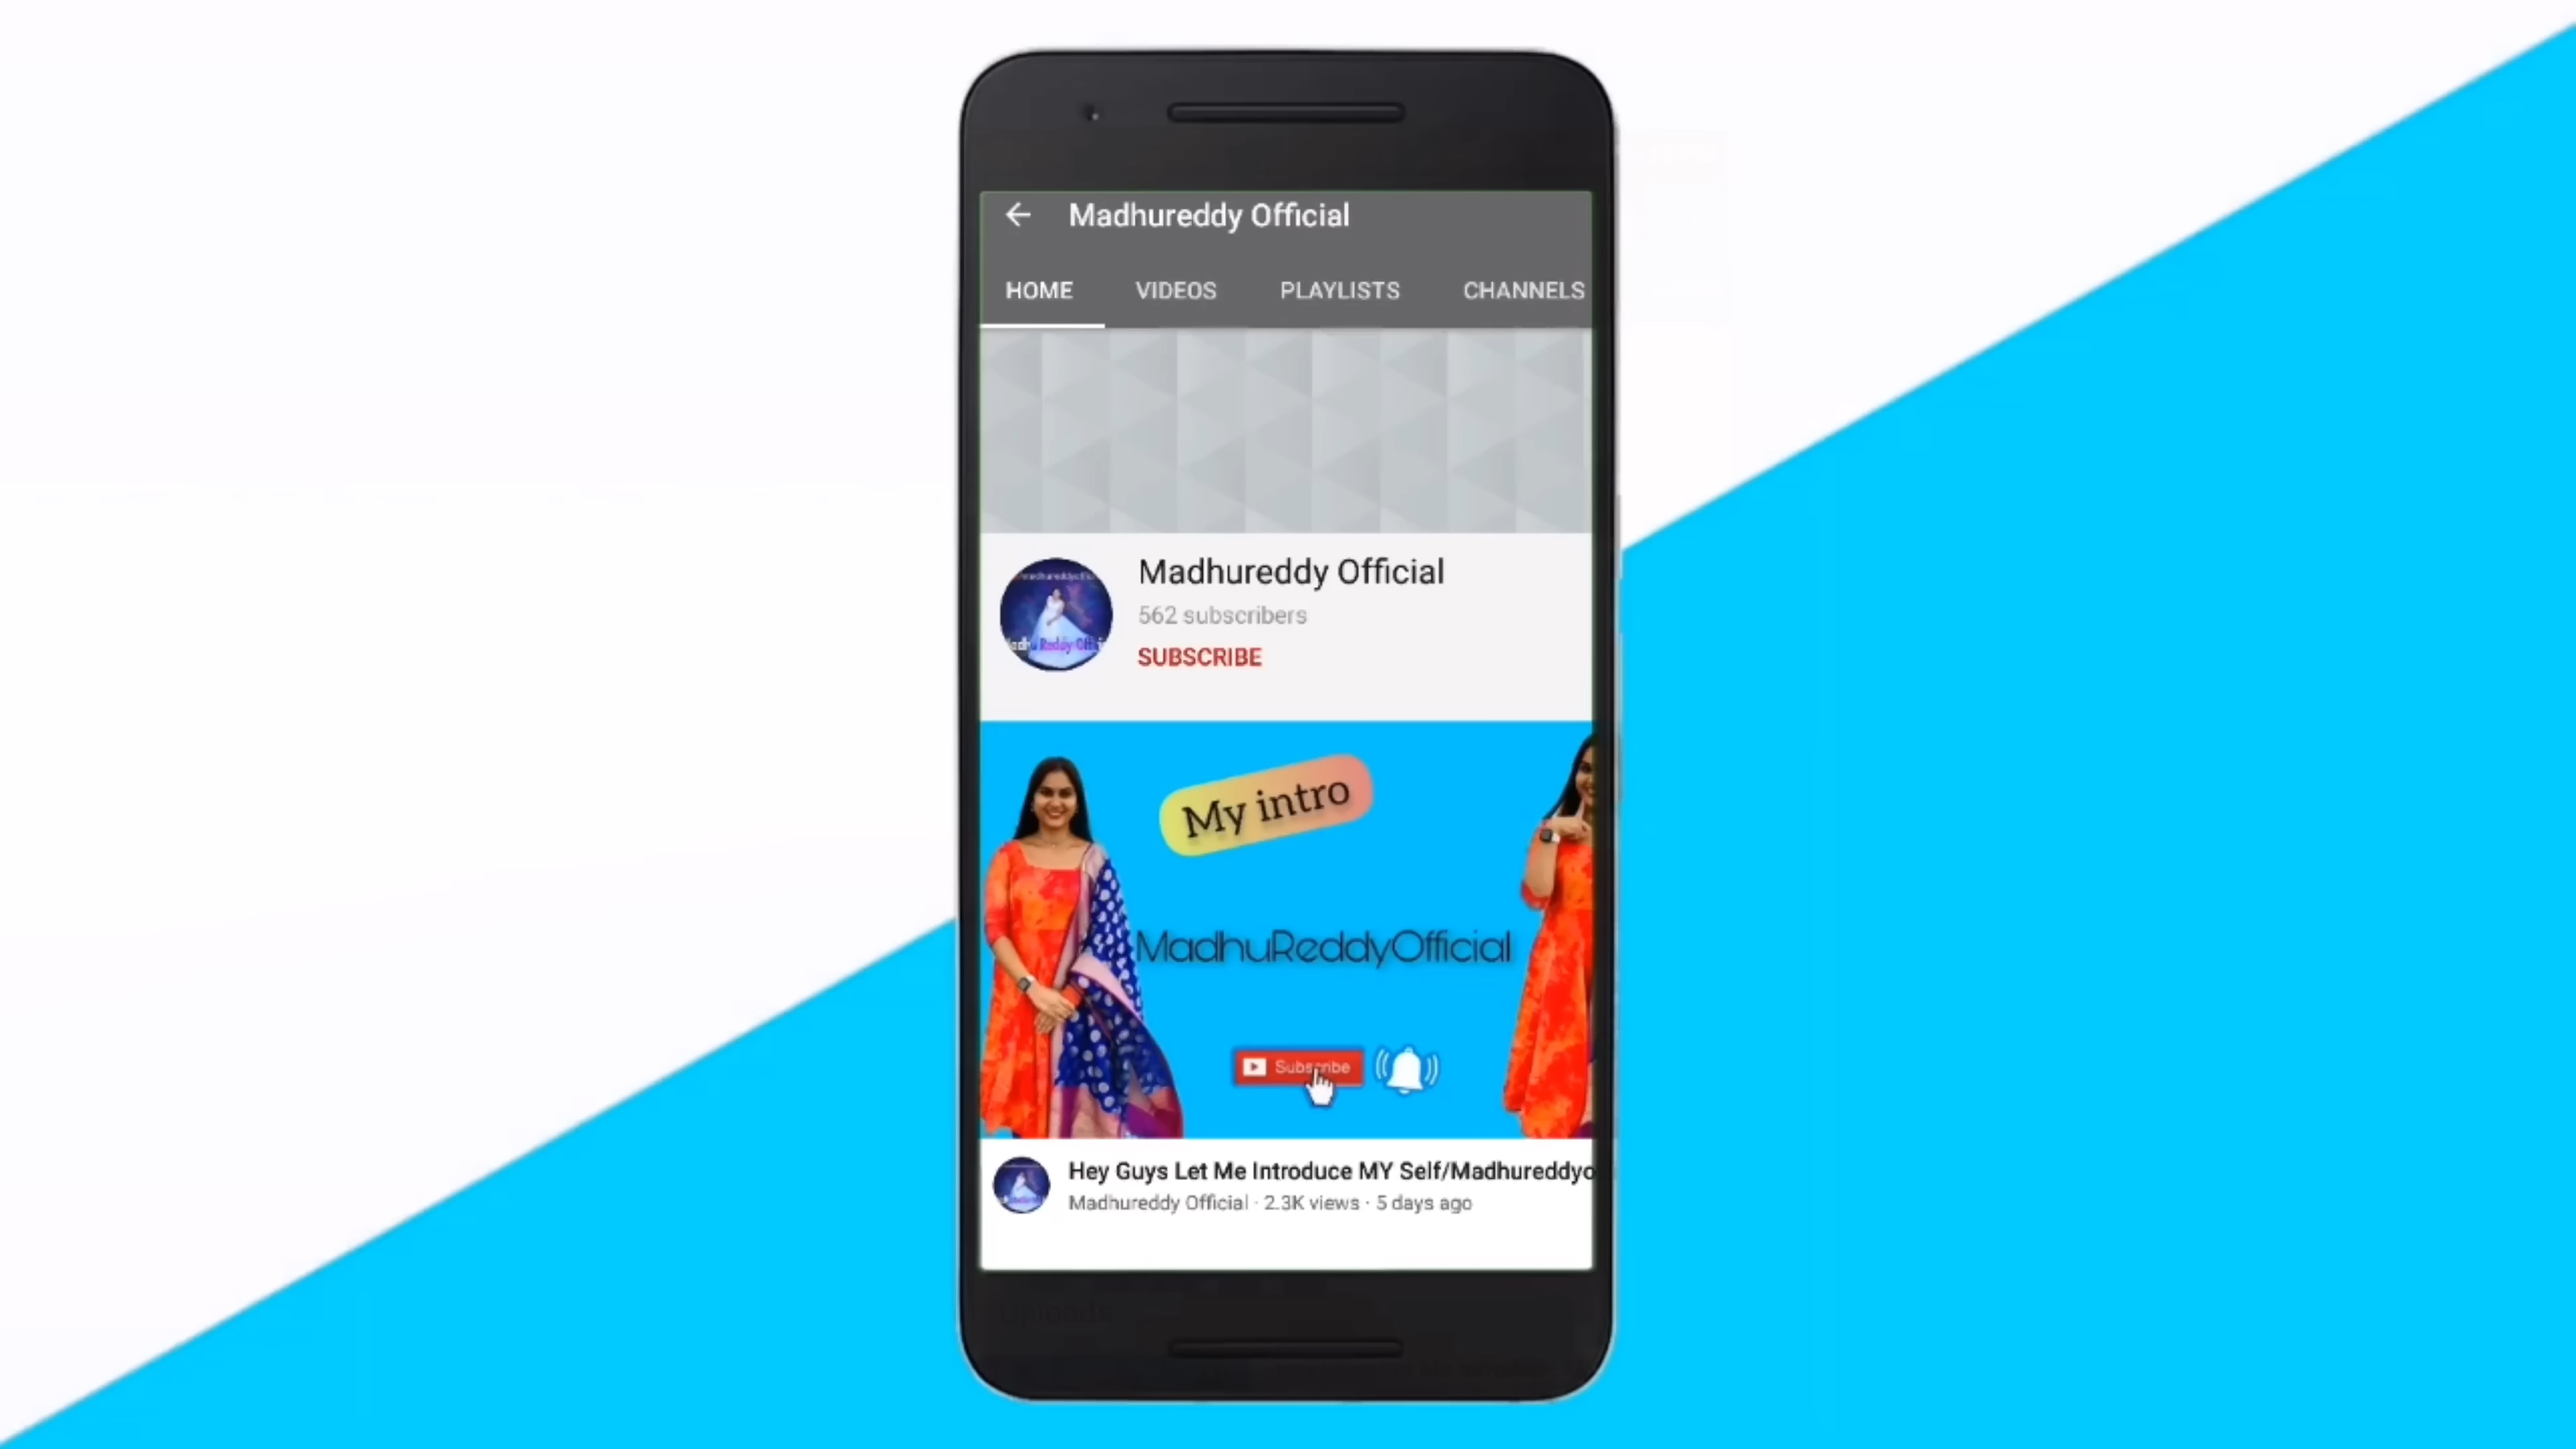 Madhureddy Official
HOME VIDEOS PLAYLISTS CHANNELS
Madhureddy Official
562 subscribers
SUBSCRIBE
My intro
MadhuReddyOfficial
Subscribe
Hey Guys Let Me Introduce MY Self/Madhureddyo
Madhureddy Official · 2.3K views · 5 days ago